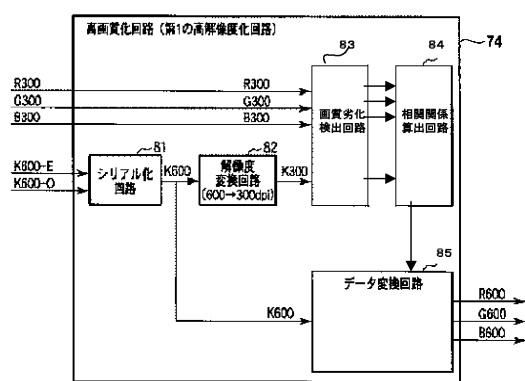 高画質化回路(第1の高解像度化回路)
74
83
84
R300
R300
G300
G300
B300
B300
画質劣化
検出回路
相関関係
算出回路
81
82
K600-E
K600-O
シリアル化
回路
K600
解像度
変換回路
(600→300dpi)
K300
85
データ変換回路
K600
R600
G600
B600